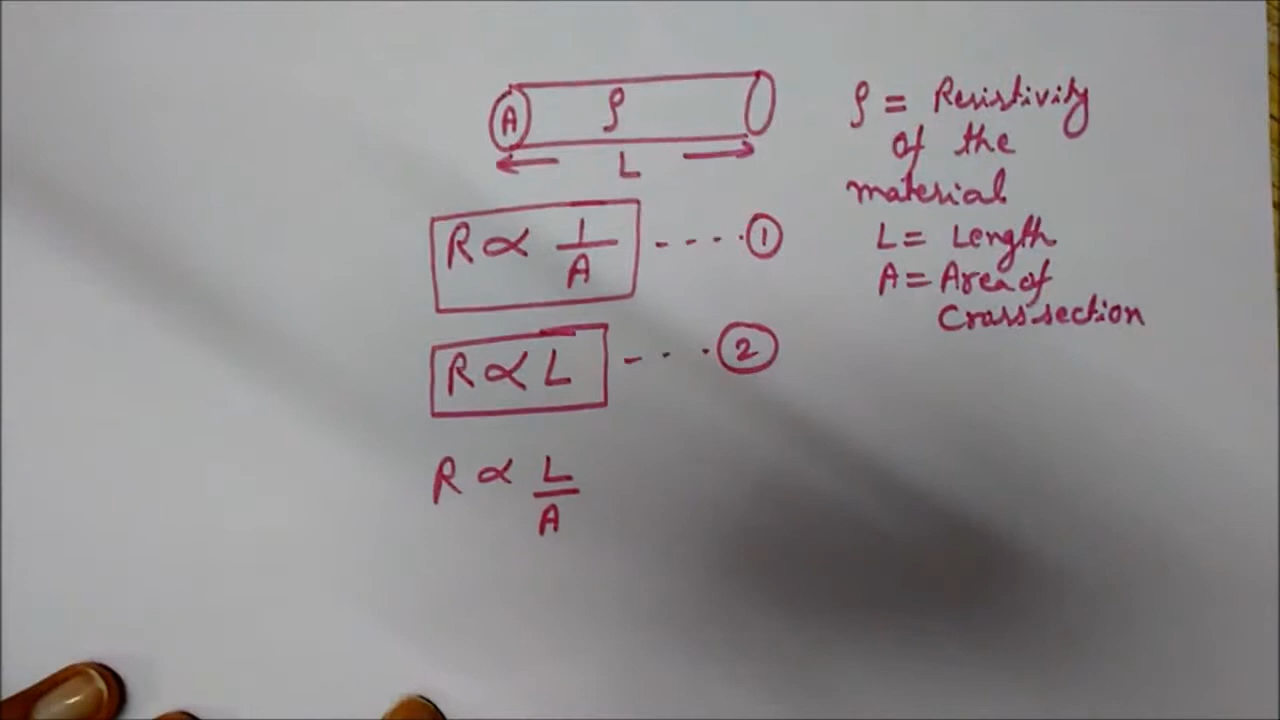 A ρ
L
ρ = Resistivity
of the
material
L = Length
A = Area of
Cross-section
R ∝ 1/A ----- ①
R ∝ L - - - - ②
R ∝ L/A